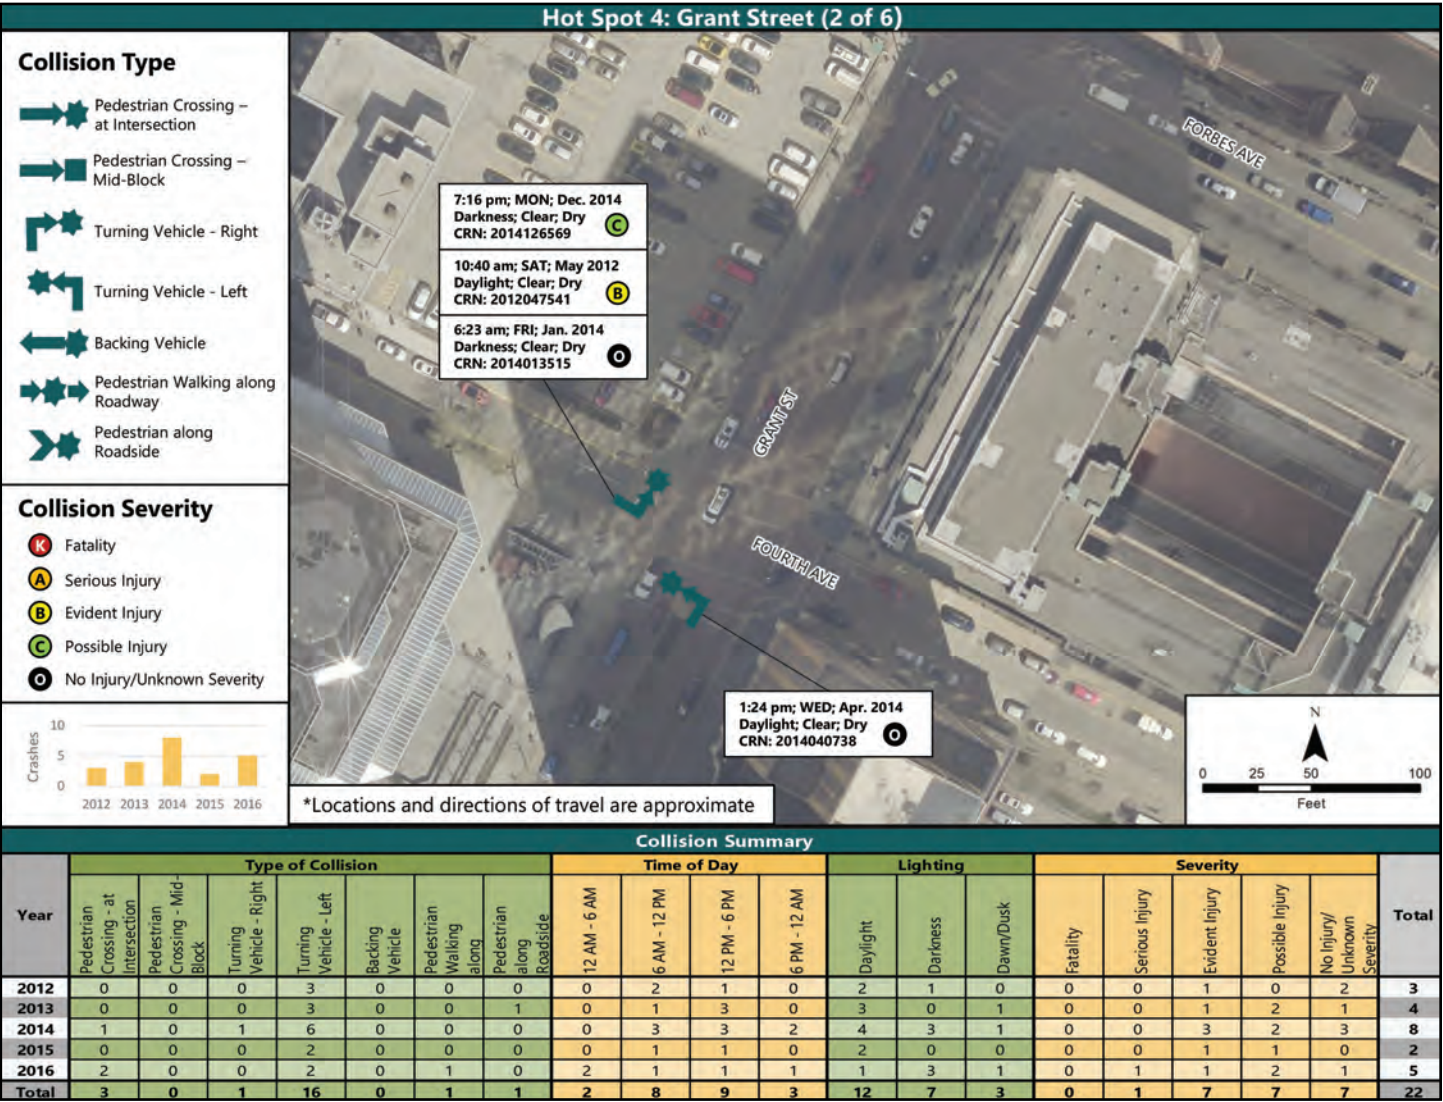 Hot Spot 4: Grant Street (2 of 6)
Collision Type
Pedestrian Crossing –
at Intersection
Pedestrian Crossing –
Mid-Block
Turning Vehicle - Right
Turning Vehicle - Left
Backing Vehicle
Pedestrian Walking along
Roadway
Pedestrian along
Roadside
Collision Severity
K Fatality
A Serious Injury
B Evident Injury
C Possible Injury
O No Injury/Unknown Severity
Crashes
10
5
0
2012 2013 2014 2015 2016
7:16 pm; MON; Dec. 2014
Darkness; Clear; Dry
CRN: 2014126569
C
10:40 am; SAT; May 2012
Daylight; Clear; Dry
CRN: 2012047541
B
6:23 am; FRI; Jan. 2014
Darkness; Clear; Dry
CRN: 2014013515
O
FORBES AVE
GRANT ST
FOURTH AVE
1:24 pm; WED; Apr. 2014
Daylight; Clear; Dry
CRN: 2014040738
O
N
0 25 50 100
Feet
*Locations and directions of travel are approximate
Collision Summary
Year Type of Collision Time of Day Lighting Severity Total
Pedestrian
Crossing - at
Intersection
Pedestrian
Crossing - Mid-
Block
Turning
Vehicle - Right
Turning
Vehicle - Left
Backing
Vehicle
Pedestrian
Walking
along
Pedestrian
along
Roadside
12 AM - 6 AM
6 AM - 12 PM
12 PM - 6 PM
6 PM - 12 AM
Daylight
Darkness
Dawn/Dusk
Fatality
Serious Injury
Evident Injury
Possible Injury
No Injury/
Unknown
Severity
2012 0 0 0 3 0 0 0 0 2 1 0 2 1 0 0 0 1 0 2 3
2013 0 0 0 3 0 0 1 0 1 3 0 3 0 1 0 0 1 2 1 4
2014 1 0 1 6 0 0 0 0 3 3 2 4 3 1 0 0 3 2 3 8
2015 0 0 0 2 0 0 0 0 1 1 0 2 0 0 0 0 1 1 0 2
2016 2 0 0 2 0 1 0 2 1 1 1 1 3 1 0 1 1 2 1 5
Total 3 0 1 16 0 1 1 2 8 9 3 12 7 3 0 1 7 7 7 22